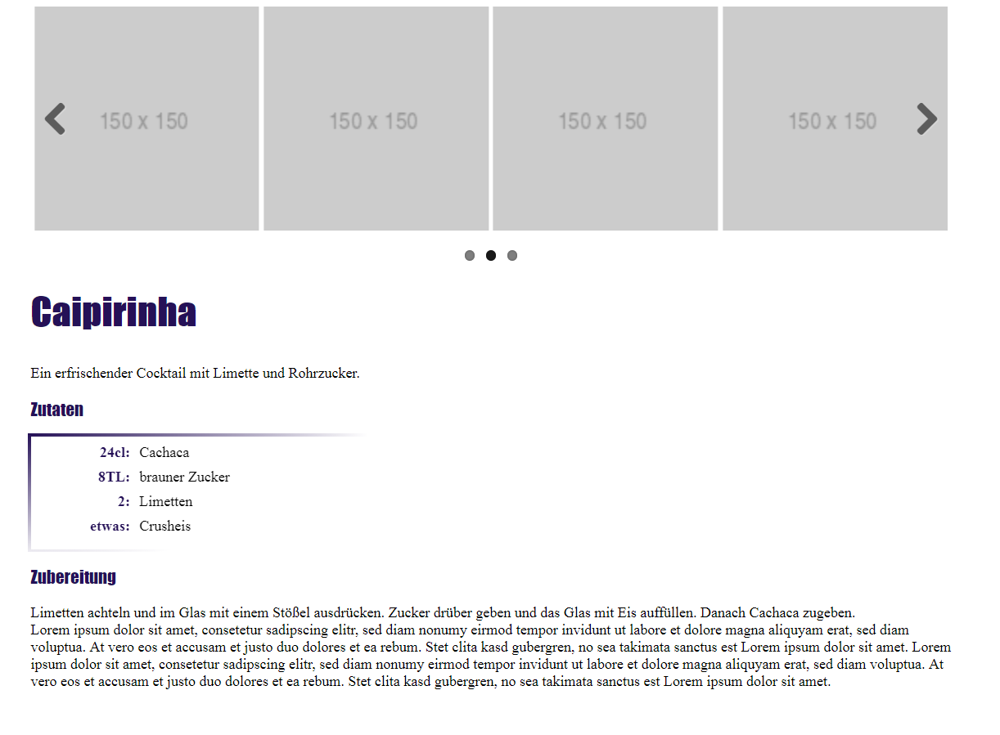 150 x 150 150 x 150 150 x 150 150 x 150
Caipirinha
Ein erfrischender Cocktail mit Limette und Rohrzucker.
Zutaten
24cl: Cachaca
8TL: brauner Zucker
2: Limetten
etwas: Crusheis
Zubereitung
Limetten achteln und im Glas mit einem Stößel ausdrücken. Zucker drüber geben und das Glas mit Eis auffüllen. Danach Cachaca zugeben.
Lorem ipsum dolor sit amet, consetetur sadipscing elitr, sed diam nonumy eirmod tempor invidunt ut labore et dolore magna aliquyam erat, sed diam
voluptua. At vero eos et accusam et justo duo dolores et ea rebum. Stet clita kasd gubergren, no sea takimata sanctus est Lorem ipsum dolor sit amet. Lorem
ipsum dolor sit amet, consetetur sadipscing elitr, sed diam nonumy eirmod tempor invidunt ut labore et dolore magna aliquyam erat, sed diam voluptua. At
vero eos et accusam et justo duo dolores et ea rebum. Stet clita kasd gubergren, no sea takimata sanctus est Lorem ipsum dolor sit amet.